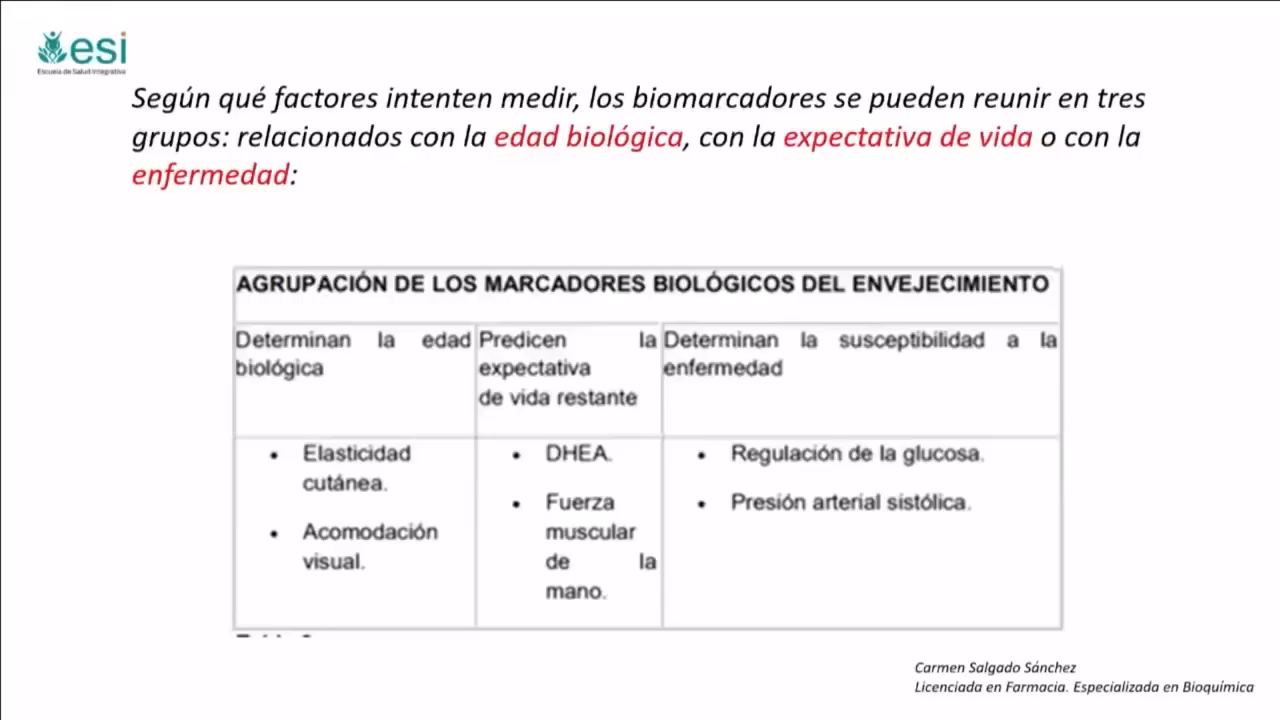 esi
Escuela de Salud Integrativa
Según qué factores intenten medir, los biomarcadores se pueden reunir en tres
grupos: relacionados con la edad biológica, con la expectativa de vida o con la
enfermedad:
AGRUPACIÓN DE LOS MARCADORES BIOLÓGICOS DEL ENVEJECIMIENTO
Determinan la edad
biológica
Predicen la
expectativa
de vida restante
Determinan la susceptibilidad a la
enfermedad
• Elasticidad
cutánea.
• Acomodación
visual.
• DHEA.
• Fuerza
muscular
de la
mano.
• Regulación de la glucosa.
• Presión arterial sistólica.
Carmen Salgado Sánchez
Licenciada en Farmacia. Especializada en Bioquímica